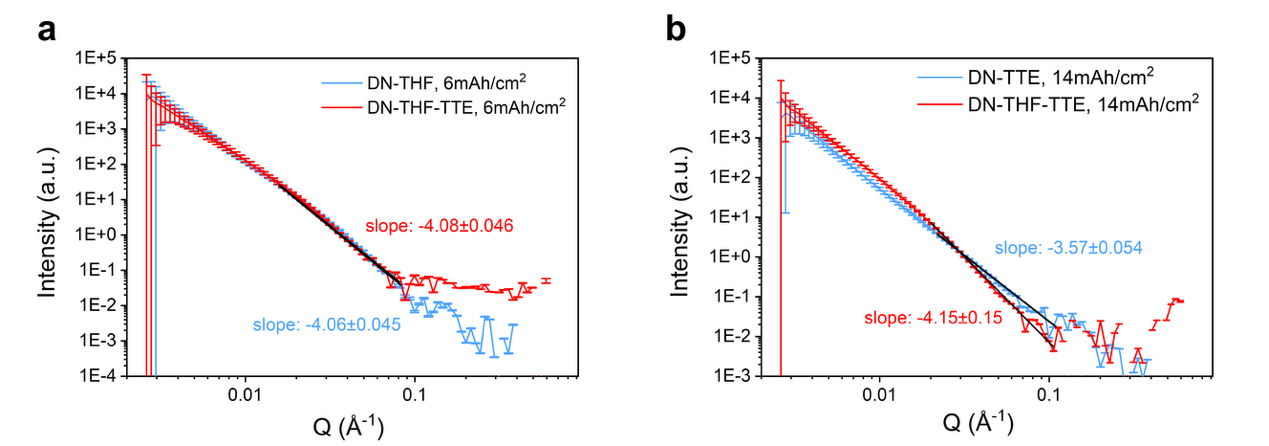 a
1E+5
1E+4
1E+3
1E+2
1E+1
1E+0
1E-1
1E-2
1E-3
1E-4
Intensity (a.u.)
DN-THF, 6mAh/cm²
DN-THF-TTE, 6mAh/cm²
slope: -4.08±0.046
slope: -4.06±0.045
0.01
0.1
Q (Å⁻¹)
b
1E+5
1E+4
1E+3
1E+2
1E+1
1E+0
1E-1
1E-2
1E-3
Intensity (a.u.)
DN-TTE, 14mAh/cm²
DN-THF-TTE, 14mAh/cm²
slope: -3.57±0.054
slope: -4.15±0.15
0.01
0.1
Q (Å⁻¹)